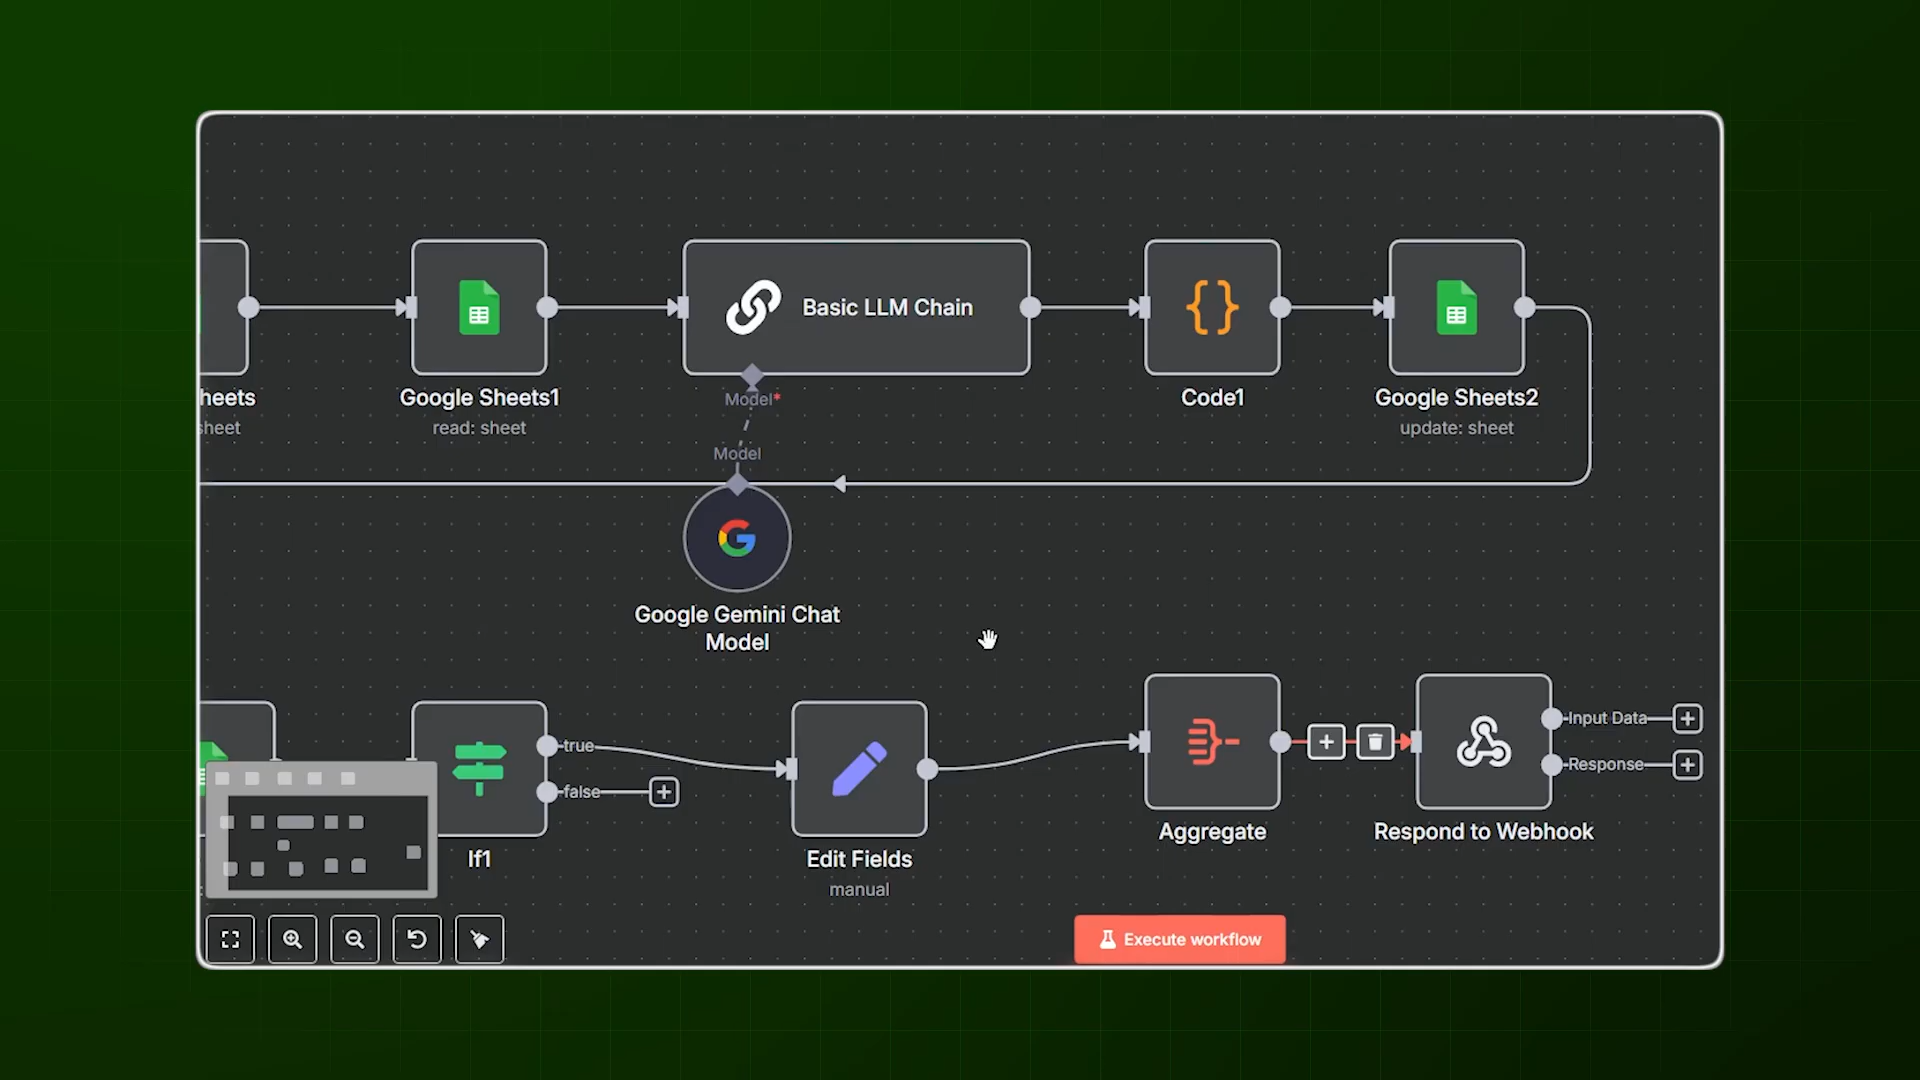 Basic LLM Chain
heets
sheet
Google Sheets1
read: sheet
Model*
Model
Code1
Google Sheets2
update: sheet
Google Gemini Chat
Model
true
false
If1
Edit Fields
manual
Aggregate
Input Data
Response
Respond to Webhook
Execute workflow